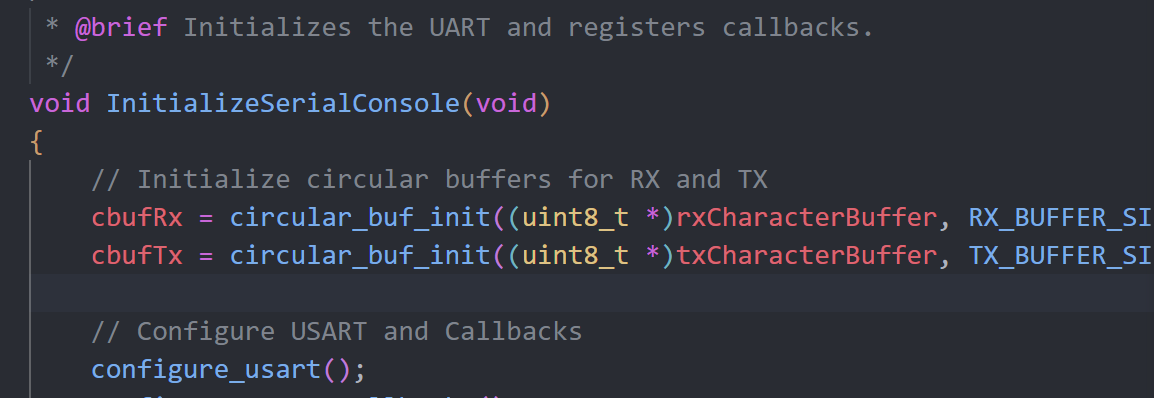 * @brief Initializes the UART and registers callbacks.
*/
void InitializeSerialConsole(void)
{
// Initialize circular buffers for RX and TX
cbufRx = circular_buf_init((uint8_t *)rxCharacterBuffer, RX_BUFFER_SI
cbufTx = circular_buf_init((uint8_t *)txCharacterBuffer, TX_BUFFER_SI
// Configure USART and Callbacks
configure_usart();